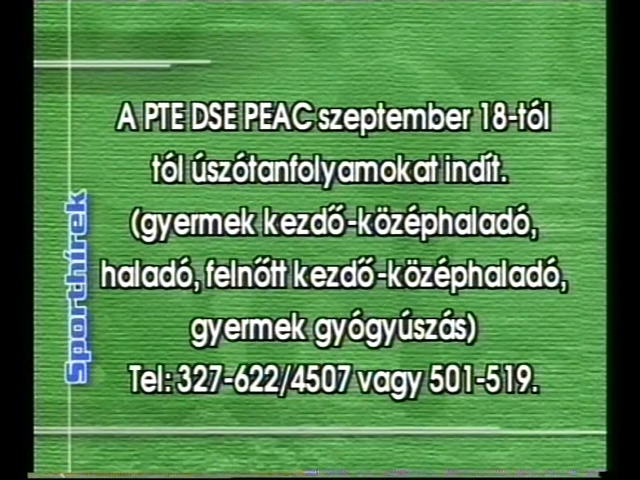 A PTE DSE PEAC szeptember 18-tól
tól úszótanfolyamokat indít.
(gyermek kezdő-középhaladó,
haladó, felnőtt kezdő-középhaladó,
gyermek gyógyúszás)
Tel: 327-622/4507 vagy 501-519.
Sporthírek